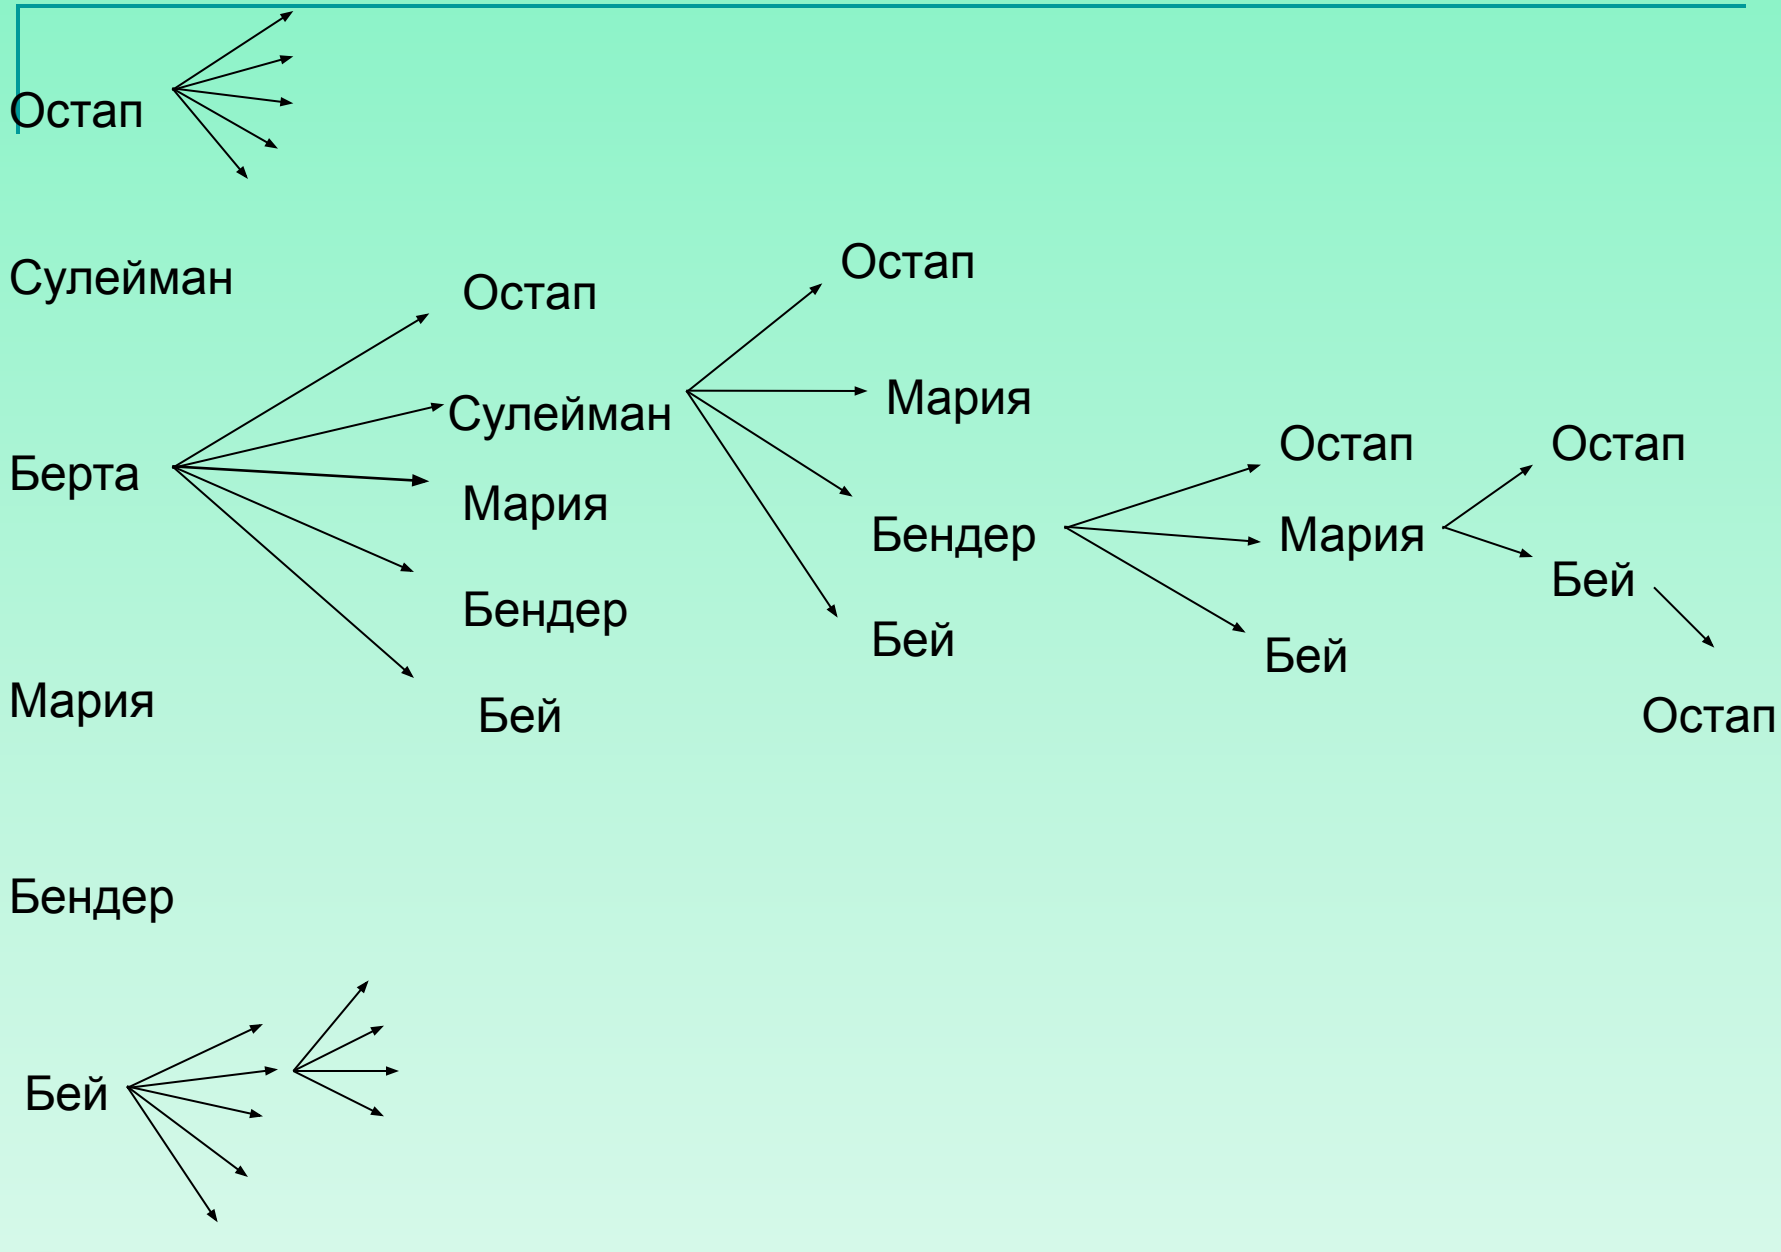 Остап
Сулейман
Берта
Мария
Бендер
Бей
Остап
Сулейман
Мария
Бендер
Бей
Остап
Мария
Бендер
Бей
Остап
Мария
Бей
Остап
Бей
Остап